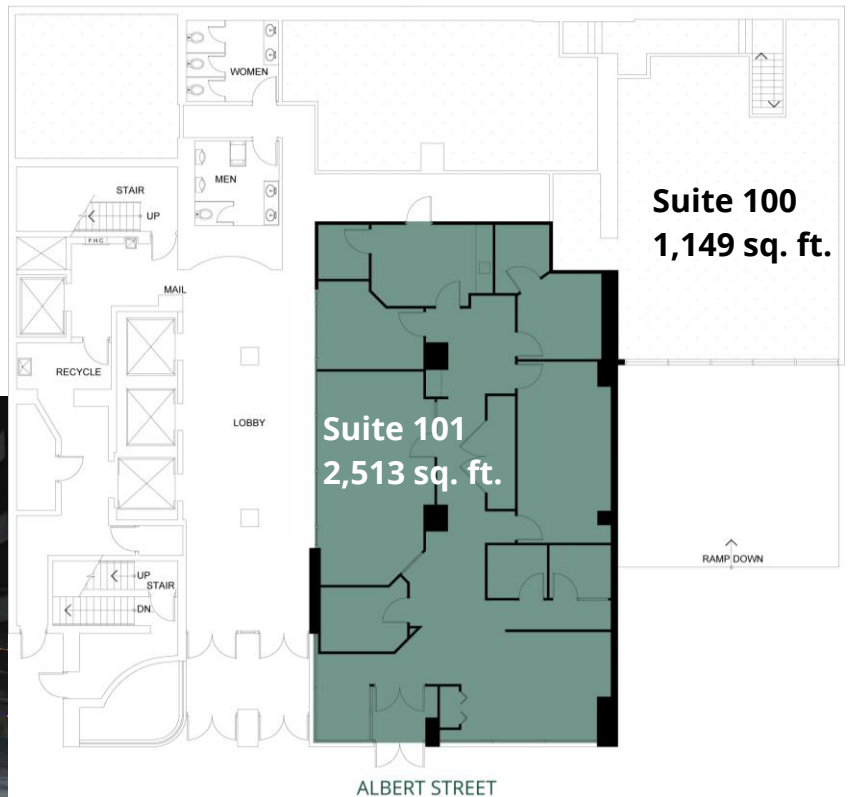 WOMEN
MEN
STAIR
UP
F.H.C.
Suite 100
1,149 sq. ft.
MAIL
RECYCLE
LOBBY
Suite 101
2,513 sq. ft.
RAMP DOWN
UP
STAIR
DN
ALBERT STREET